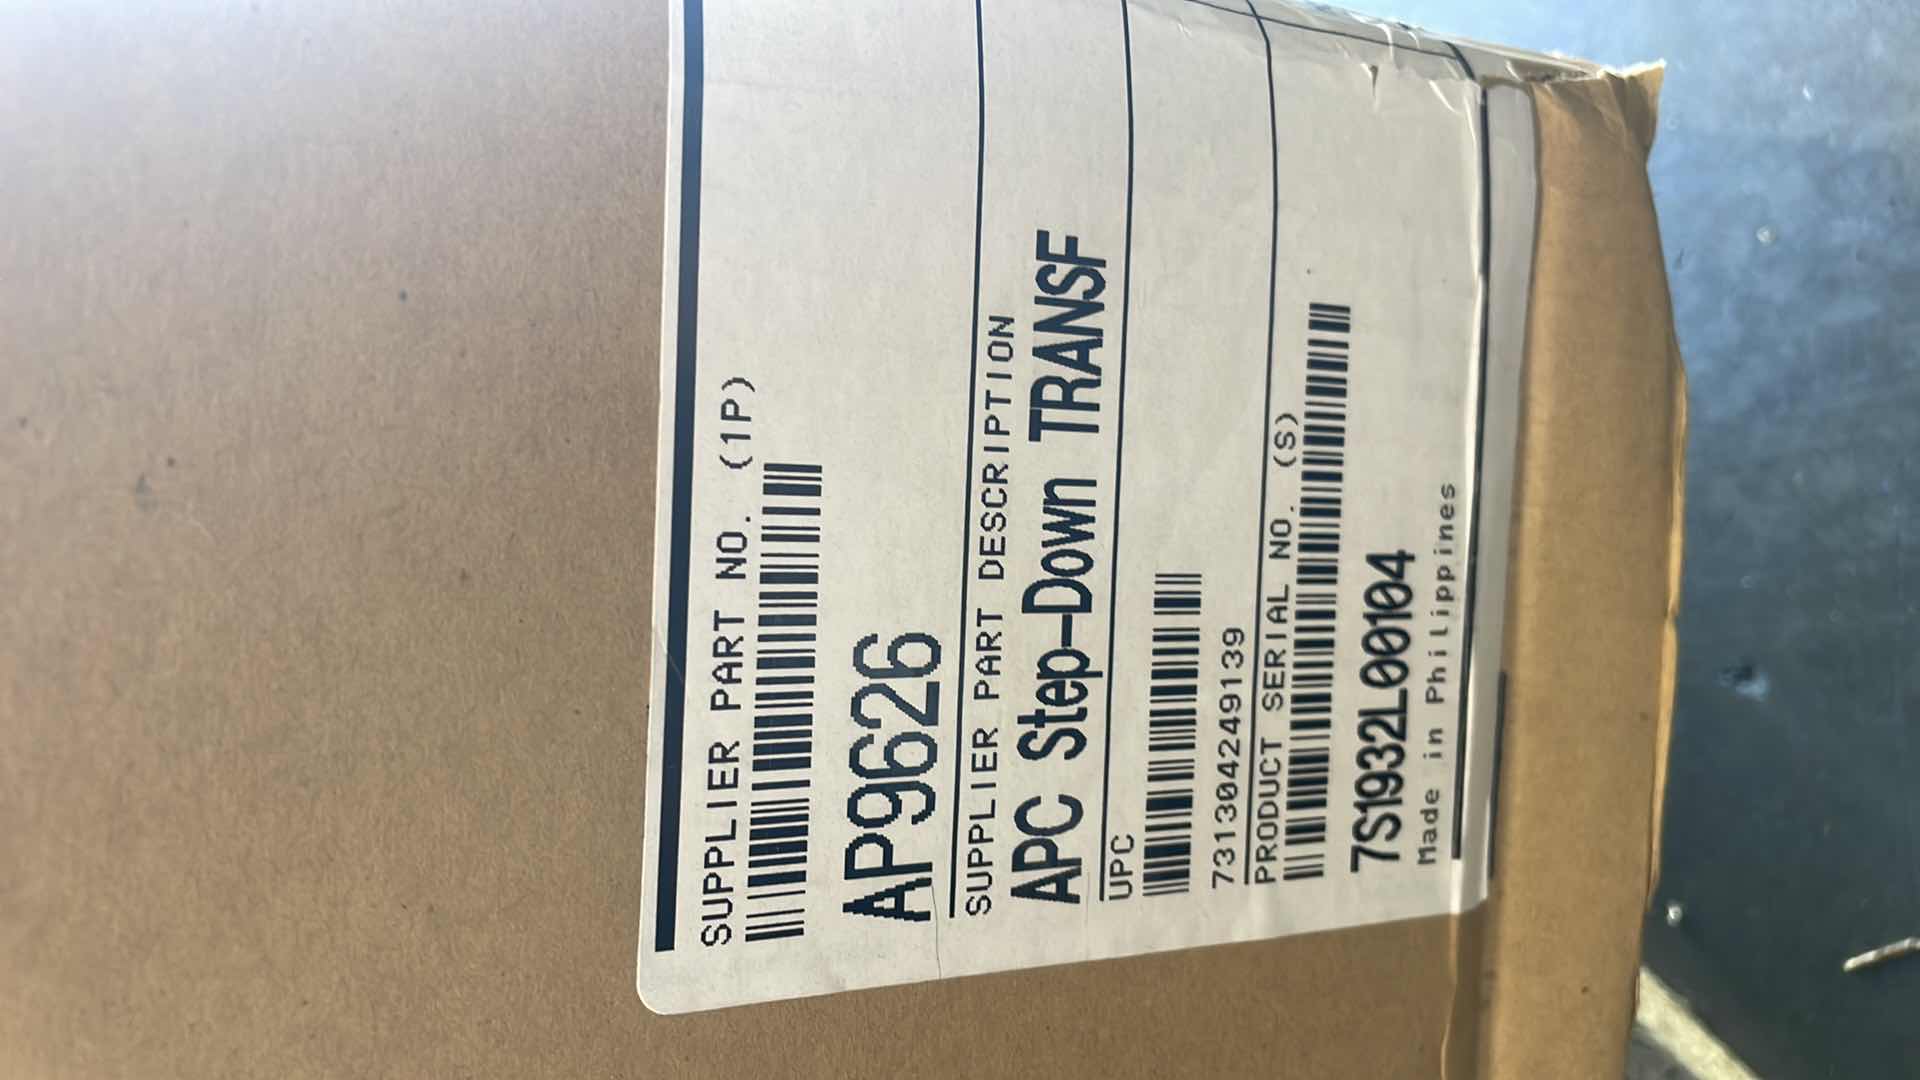 SUPPLIER PART NO. (1P)
AP9626
SUPPLIER PART DESCRIPTION
APC Step-Down TRANSF
UPC
731304249139
PRODUCT SERIAL NO. (S)
7S1932L00104
Made in Philippines